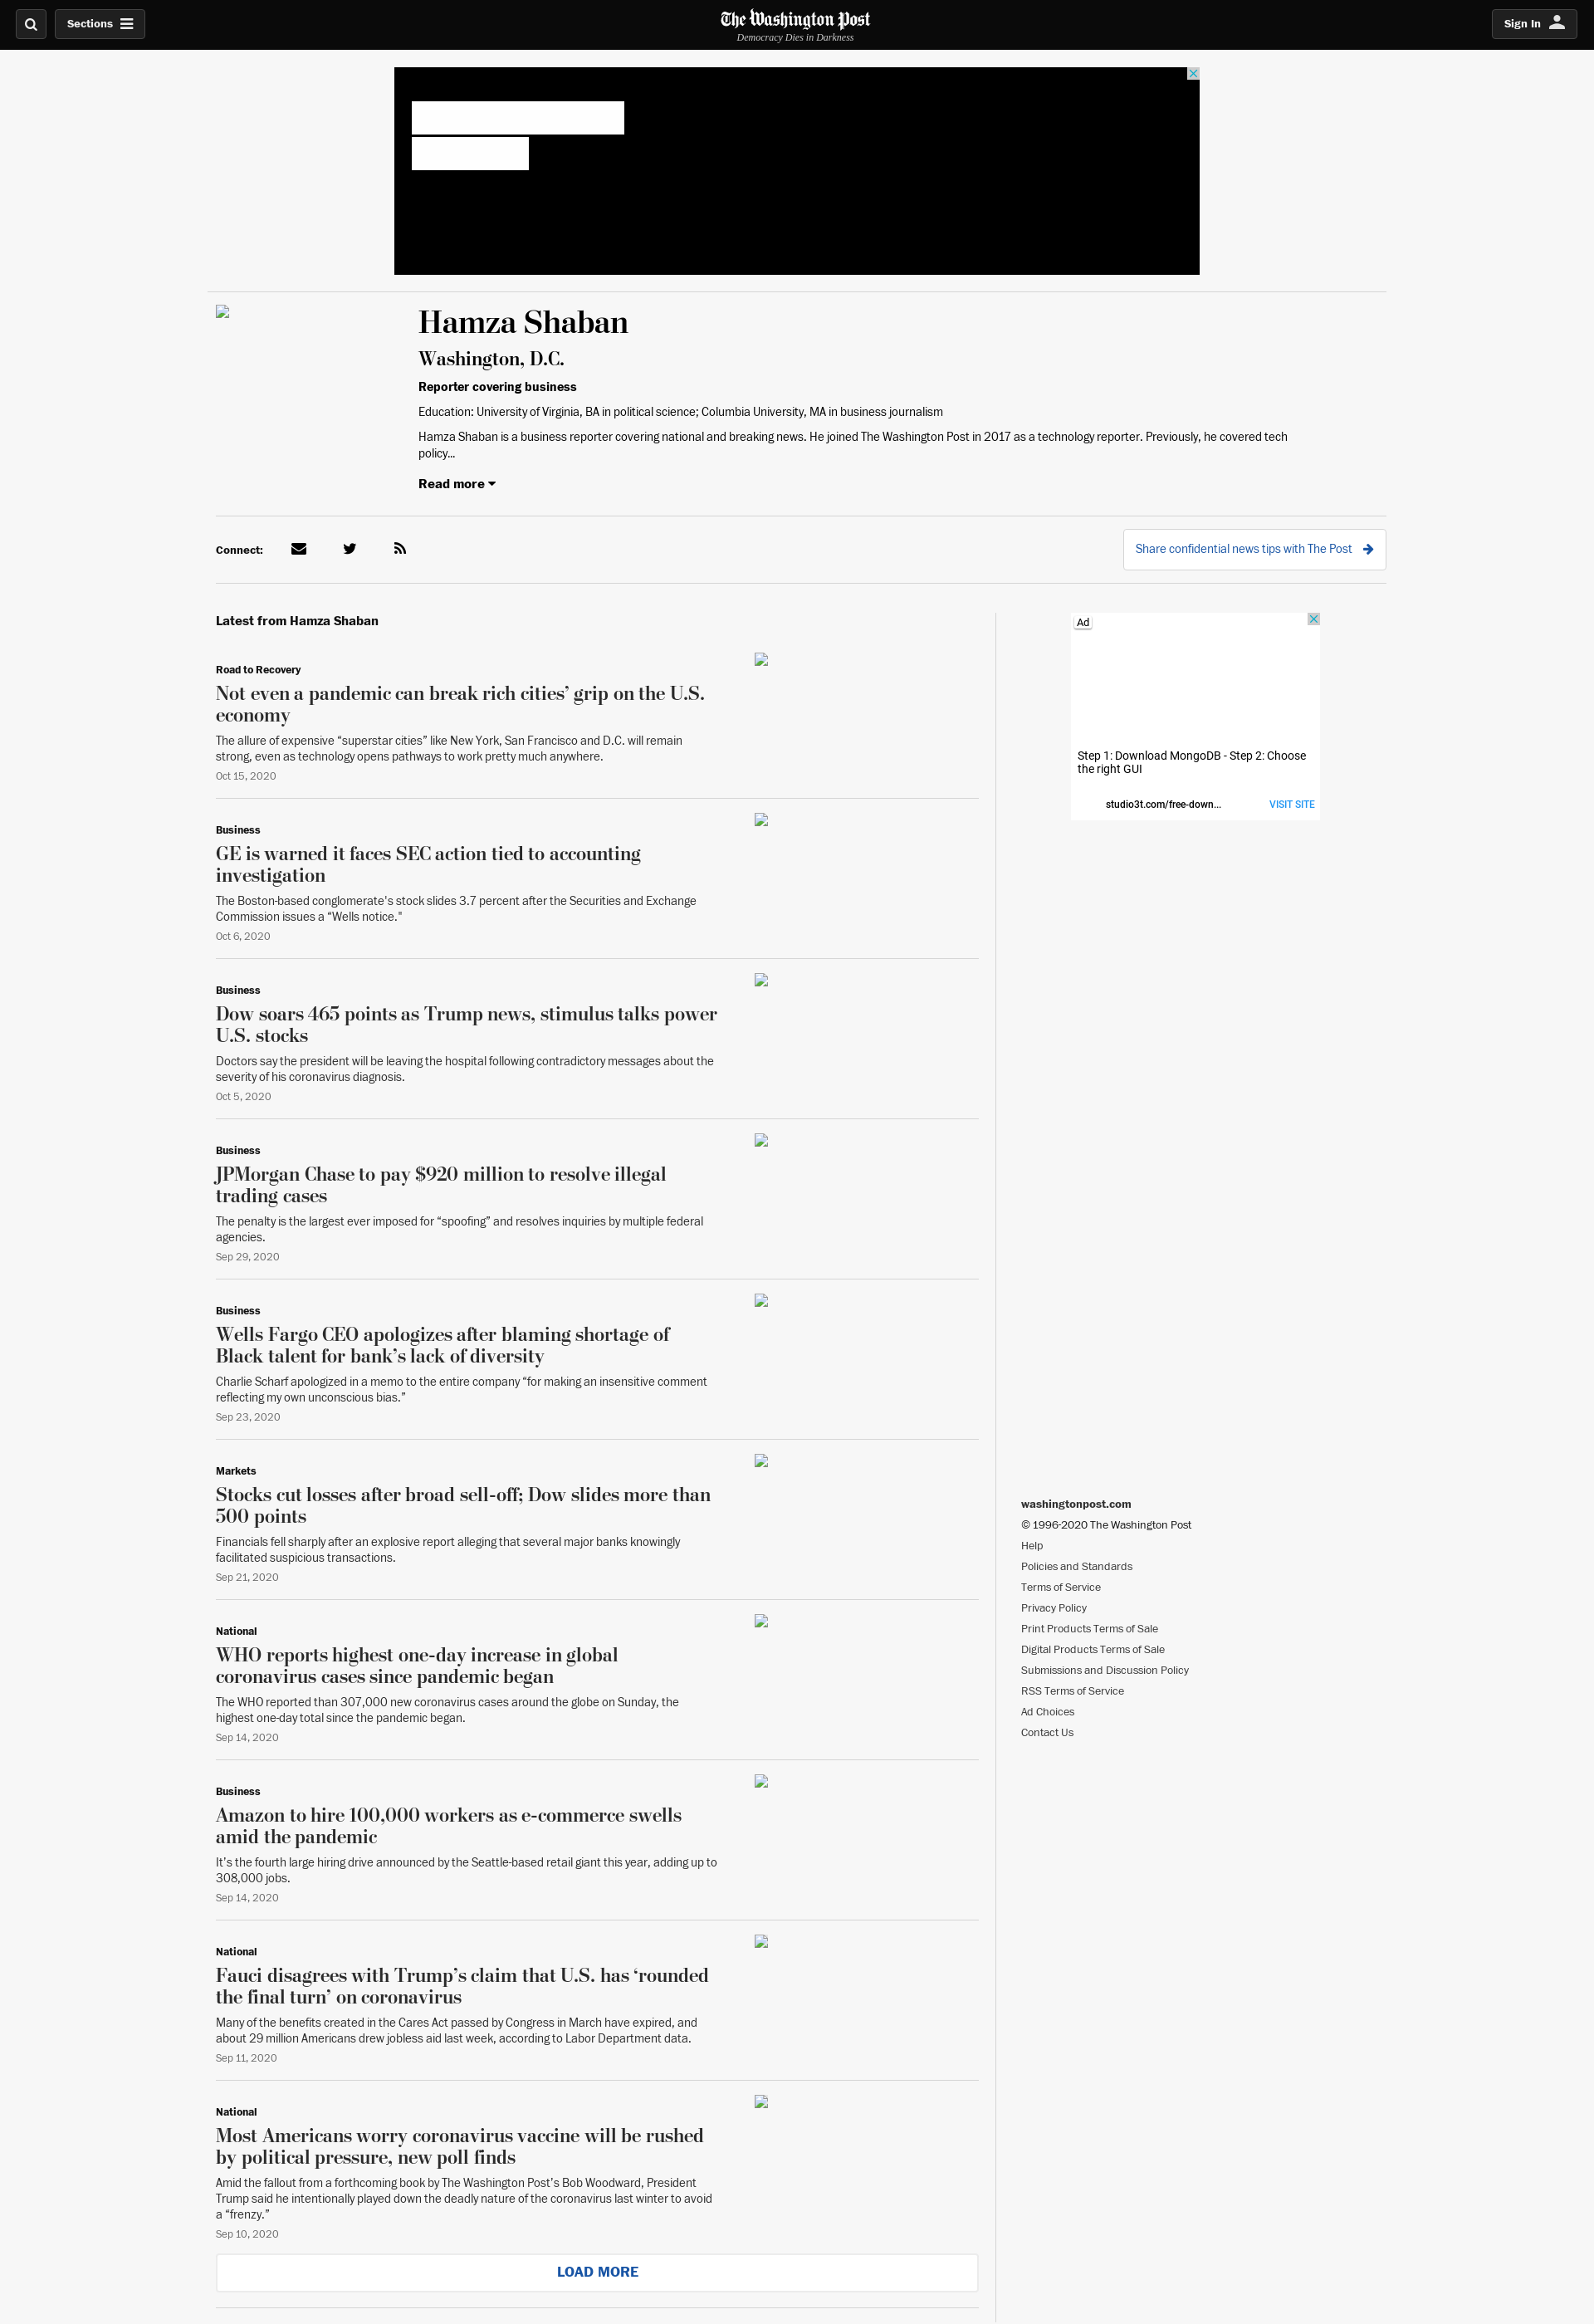 Sections
The Washington Post
Democracy Dies in Darkness
Sign In
Hamza Shaban
Washington, D.C.
Reporter covering business
Education: University of Virginia, BA in political science; Columbia University, MA in business journalism
Hamza Shaban is a business reporter covering national and breaking news. He joined The Washington Post in 2017 as a technology reporter. Previously, he covered tech
policy...
Read more
Connect:
Share confidential news tips with The Post
Latest from Hamza Shaban
Road to Recovery
Not even a pandemic can break rich cities’ grip on the U.S.
economy
The allure of expensive “superstar cities” like New York, San Francisco and D.C. will remain
strong, even as technology opens pathways to work pretty much anywhere.
Oct 15, 2020
Business
GE is warned it faces SEC action tied to accounting
investigation
The Boston-based conglomerate's stock slides 3.7 percent after the Securities and Exchange
Commission issues a “Wells notice."
Oct 6, 2020
Business
Dow soars 465 points as Trump news, stimulus talks power
U.S. stocks
Doctors say the president will be leaving the hospital following contradictory messages about the
severity of his coronavirus diagnosis.
Oct 5, 2020
Business
JPMorgan Chase to pay $920 million to resolve illegal
trading cases
The penalty is the largest ever imposed for “spoofing” and resolves inquiries by multiple federal
agencies.
Sep 29, 2020
Business
Wells Fargo CEO apologizes after blaming shortage of
Black talent for bank’s lack of diversity
Charlie Scharf apologized in a memo to the entire company “for making an insensitive comment
reflecting my own unconscious bias.”
Sep 23, 2020
Markets
Stocks cut losses after broad sell-off; Dow slides more than
500 points
Financials fell sharply after an explosive report alleging that several major banks knowingly
facilitated suspicious transactions.
Sep 21, 2020
National
WHO reports highest one-day increase in global
coronavirus cases since pandemic began
The WHO reported than 307,000 new coronavirus cases around the globe on Sunday, the
highest one-day total since the pandemic began.
Sep 14, 2020
Business
Amazon to hire 100,000 workers as e-commerce swells
amid the pandemic
It’s the fourth large hiring drive announced by the Seattle-based retail giant this year, adding up to
308,000 jobs.
Sep 14, 2020
National
Fauci disagrees with Trump’s claim that U.S. has ‘rounded
the final turn’ on coronavirus
Many of the benefits created in the Cares Act passed by Congress in March have expired, and
about 29 million Americans drew jobless aid last week, according to Labor Department data.
Sep 11, 2020
National
Most Americans worry coronavirus vaccine will be rushed
by political pressure, new poll finds
Amid the fallout from a forthcoming book by The Washington Post’s Bob Woodward, President
Trump said he intentionally played down the deadly nature of the coronavirus last winter to avoid
a “frenzy.”
Sep 10, 2020
LOAD MORE
Ad
Step 1: Download MongoDB - Step 2: Choose
the right GUI
studio3t.com/free-down...
VISIT SITE
washingtonpost.com
© 1996-2020 The Washington Post
Help
Policies and Standards
Terms of Service
Privacy Policy
Print Products Terms of Sale
Digital Products Terms of Sale
Submissions and Discussion Policy
RSS Terms of Service
Ad Choices
Contact Us